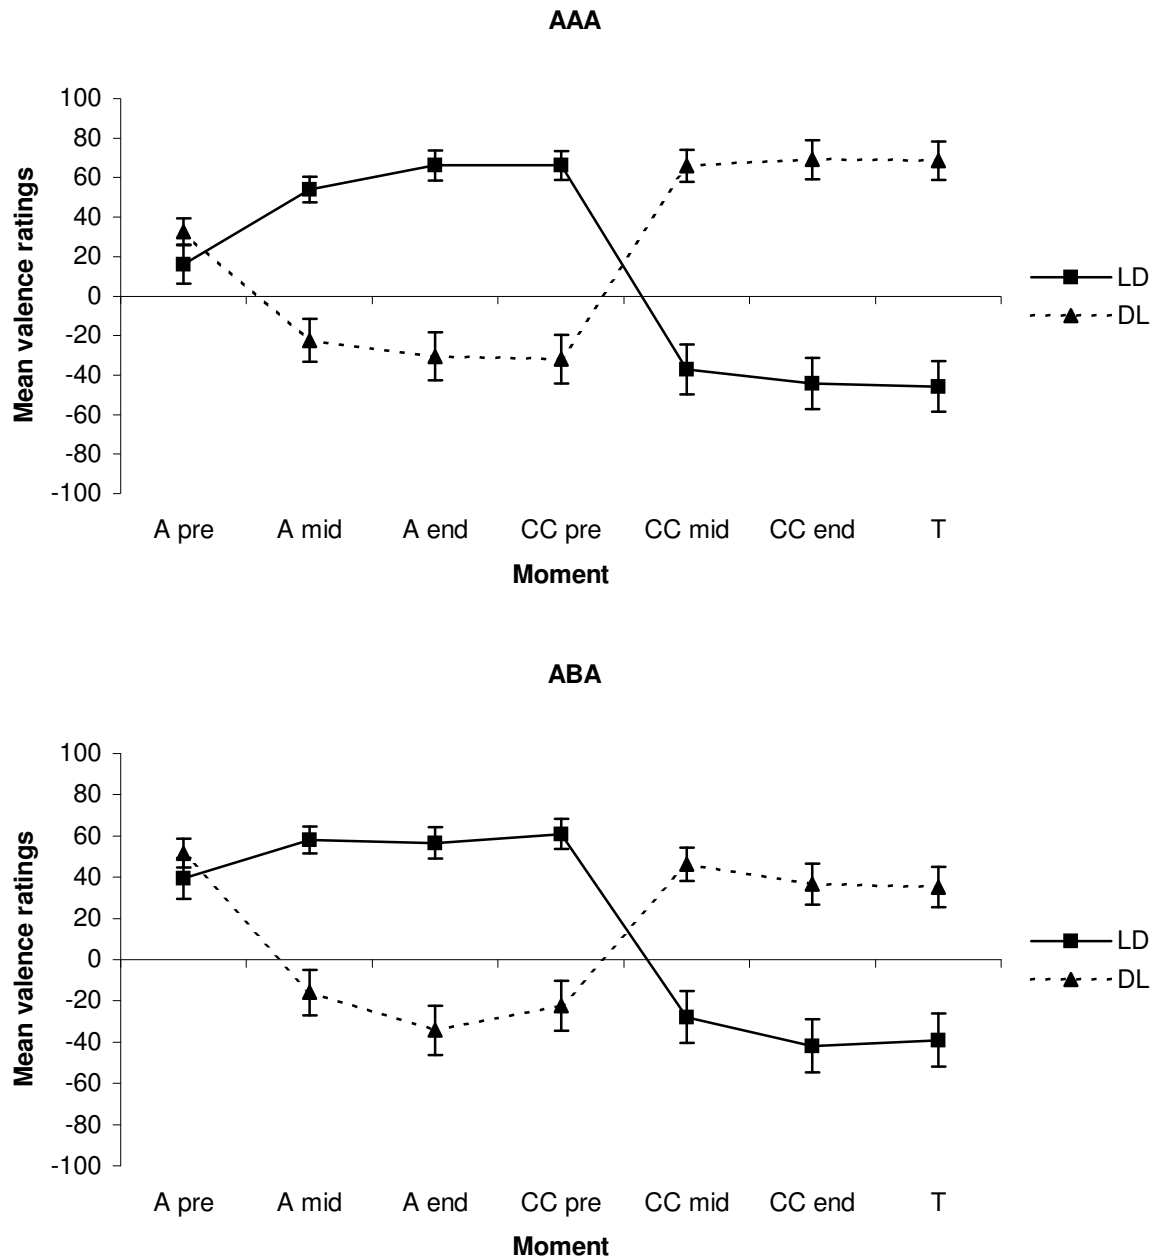 AAA
100
80
60
40
20
0
-20
-40
-60
-80
-100
Mean valence ratings
LD
DL
A pre A mid A end CC pre CC mid CC end T
Moment
ABA
100
80
60
40
20
0
-20
-40
-60
-80
-100
Mean valence ratings
LD
DL
A pre A mid A end CC pre CC mid CC end T
Moment